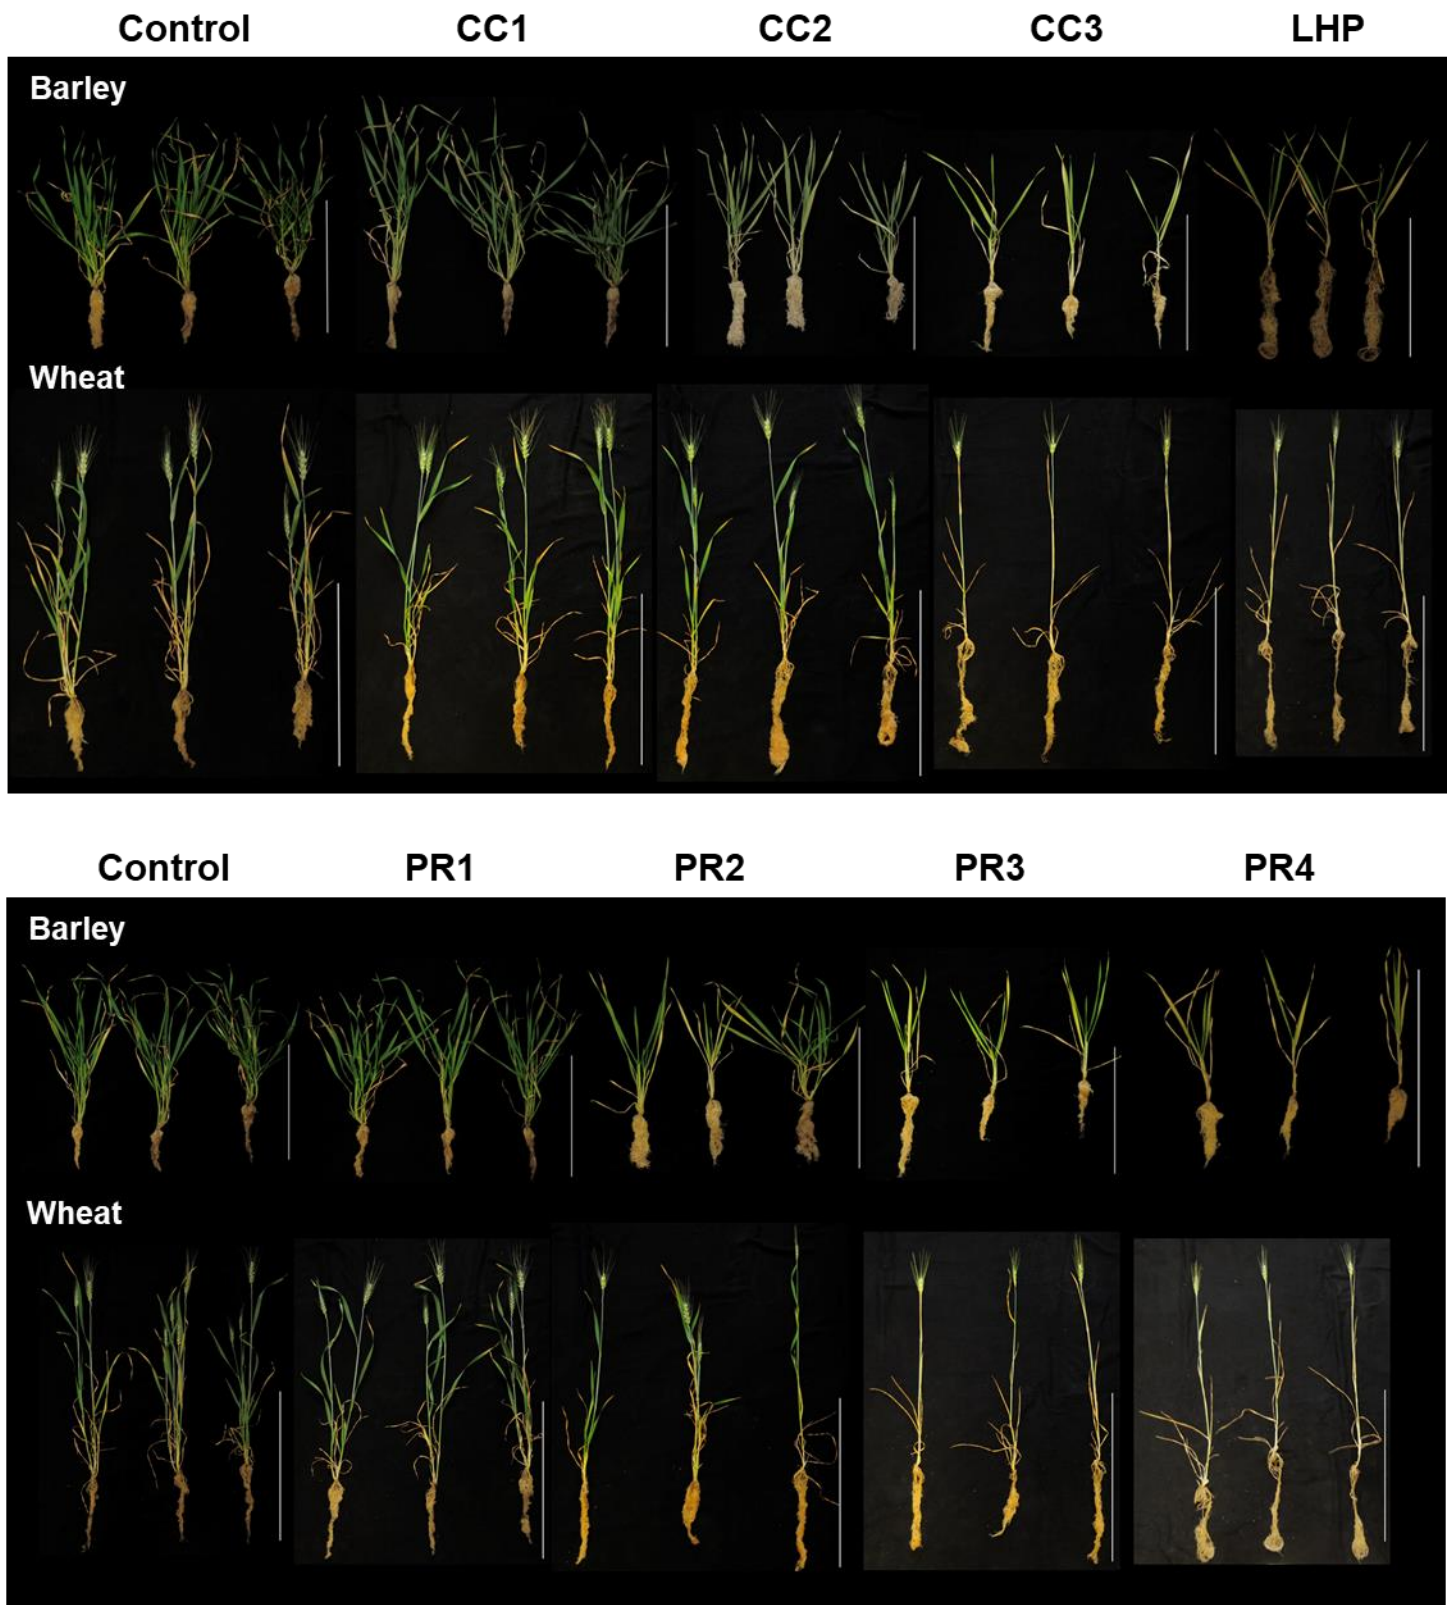 Control CC1 CC2 CC3 LHP
Barley
Wheat
Control PR1 PR2 PR3 PR4
Barley
Wheat